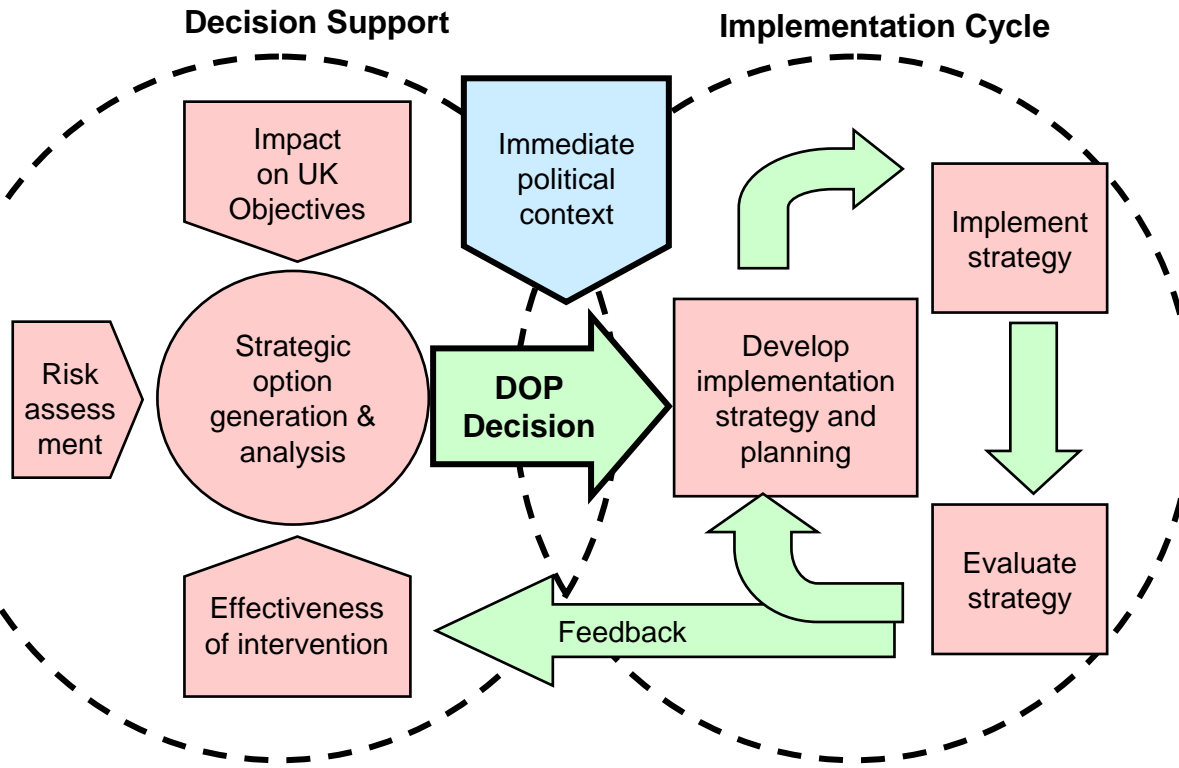 Decision Support
Implementation Cycle
Impact
on UK
Objectives
Immediate
political
context
Implement
strategy
Risk
assess
ment
Strategic
option
generation &
analysis
DOP
Decision
Develop
implementation
strategy and
planning
Effectiveness
of intervention
Feedback
Evaluate
strategy